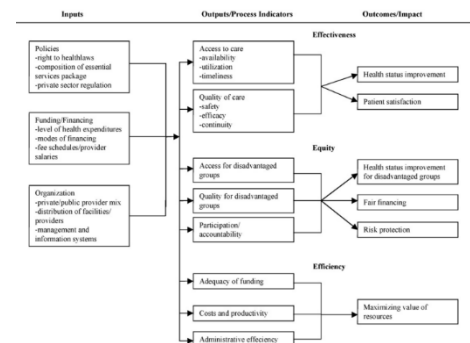 Inputs
Outputs/Process Indicators
Outcomes/Impact
Effectiveness
Policies
-right to healthlaws
-composition of essential
services package
-private sector regulation
Funding/Financing
-level of health expenditures
-modes of financing
-fee schedules/provider
salaries
Organization
-private/public provider mix
-distribution of facilities/
providers
-management and
information systems
Access to care
-availability
-utilization
-timeliness
Quality of care
-safety
-efficacy
-continuity
Health status improvement
Patient satisfaction
Equity
Access for disadvantaged
groups
Quality for disadvantaged
groups
Participation/
accountability
Health status improvement
for disadvantaged groups
Fair financing
Risk protection
Efficiency
Adequacy of funding
Costs and productivity
Administrative effeciency
Maximizing value of
resources